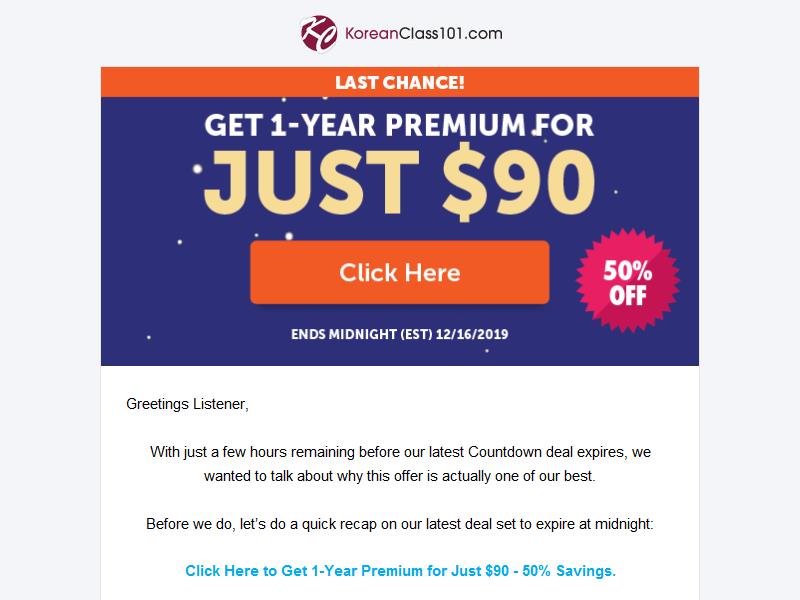 KoreanClass101.com
LAST CHANCE!
GET 1-YEAR PREMIUM FOR
JUST $90
Click Here
50%
OFF
ENDS MIDNIGHT (EST) 12/16/2019
Greetings Listener,
With just a few hours remaining before our latest Countdown deal expires, we
wanted to talk about why this offer is actually one of our best.
Before we do, let’s do a quick recap on our latest deal set to expire at midnight:
Click Here to Get 1-Year Premium for Just $90 - 50% Savings.